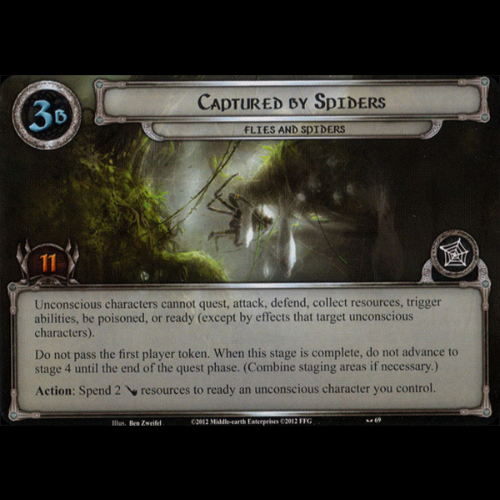 3B
CAPTURED BY SPIDERS
FLIES AND SPIDERS
11
Unconscious characters cannot quest, attack, defend, collect resources, trigger
abilities, be poisoned, or ready (except by effects that target unconscious
characters).
Do not pass the first player token. When this stage is complete, do not advance to
stage 4 until the end of the quest phase. (Combine staging areas if necessary.)
Action: Spend 2 resources to ready an unconscious character you control.
Illus. Ben Zweifel ©2012 Middle-earth Enterprises ©2012 FFG 69